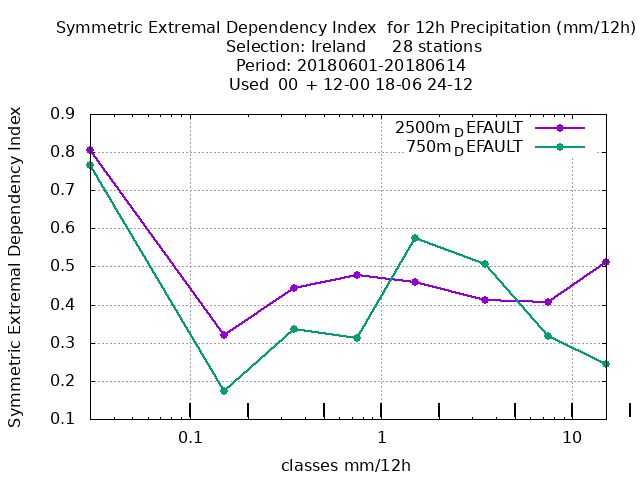 Symmetric Extremal Dependency Index  for 12h Precipitation (mm/12h)
Selection: Ireland     28 stations
Period: 20180601-20180614
Used  00  + 12-00 18-06 24-12
Symmetric Extremal Dependency Index
0.9
0.8
0.7
0.6
0.5
0.4
0.3
0.2
0.1
2500m_DEFAULT
750m_DEFAULT
0.1
1
10
classes mm/12h